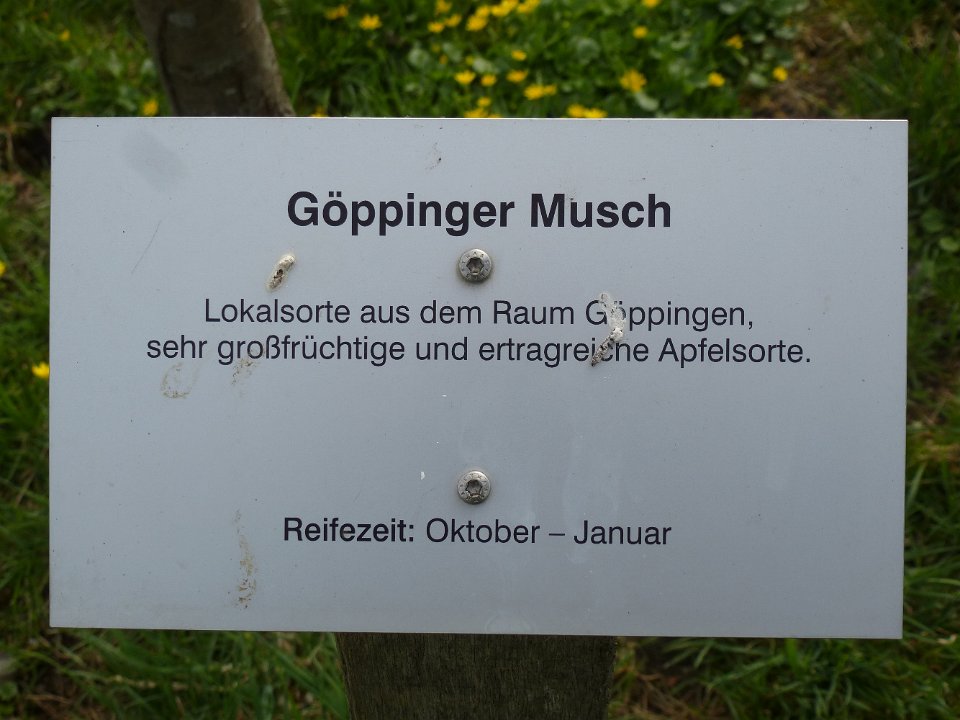 Göppinger Musch
Lokalsorte aus dem Raum Göppingen,
sehr großfrüchtige und ertragreiche Apfelsorte.
Reifezeit: Oktober – Januar